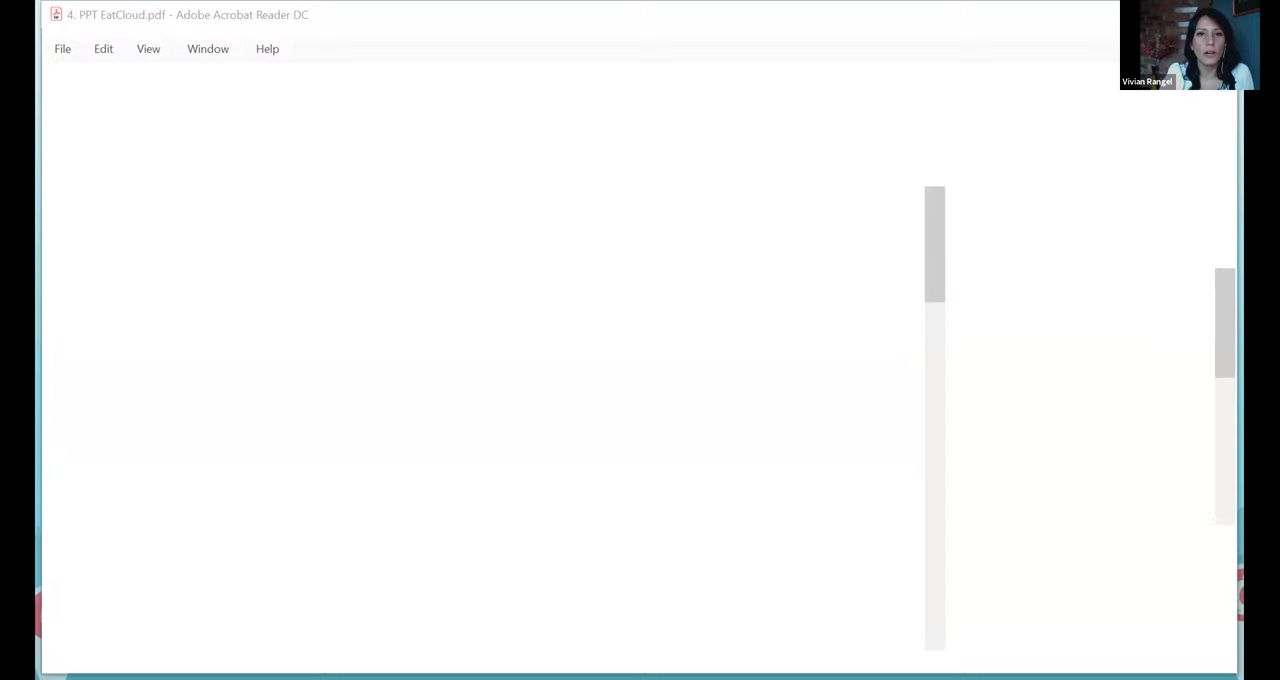 4. PPT EatCloud.pdf - Adobe Acrobat Reader DC
File Edit View Window Help
Vivian Rangel